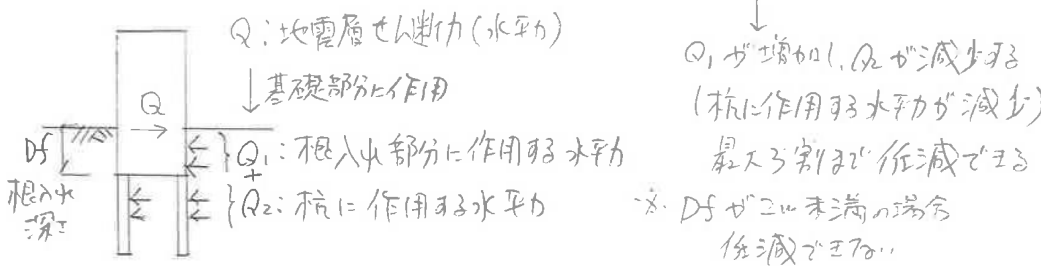 Q:地震層せん断力(水平力)
↓基礎部分に作用
Q
Df
根入れ
深さ
Q1:根入れ部分に作用する水平力
+
Q2:杭に作用する水平力
↓
Q1が増加し、Q2が減少する
(杭に作用する水平力が減少)
最大3割まで低減できる
※ Dfが2m未満の場合
低減できない